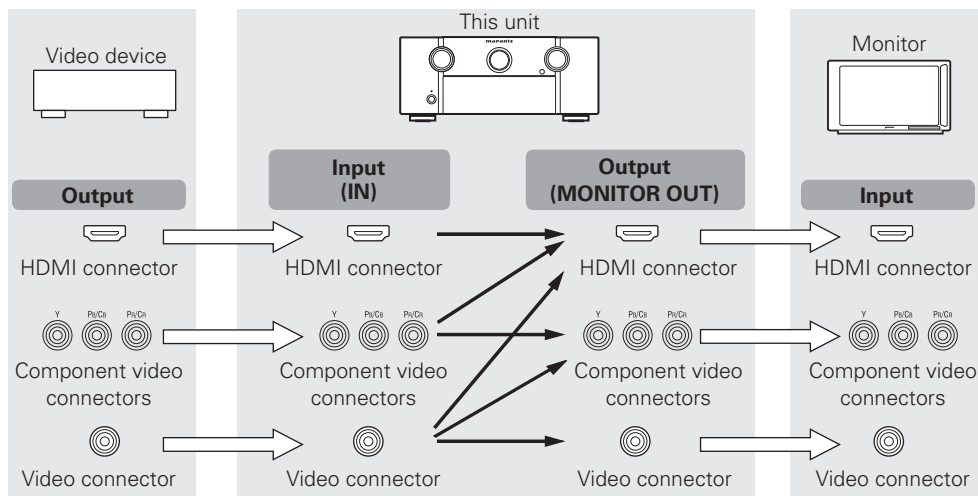 This unit
Video device
Monitor
marantz
Output
Input
(IN)
Output
(MONITOR OUT)
Input
HDMI connector
HDMI connector
HDMI connector
HDMI connector
Y PB/CB PR/CR
Y PB/CB PR/CR
Y PB/CB PR/CR
Y PB/CB PR/CR
Component video
connectors
Component video
connectors
Component video
connectors
Component video
connectors
Video connector
Video connector
Video connector
Video connector